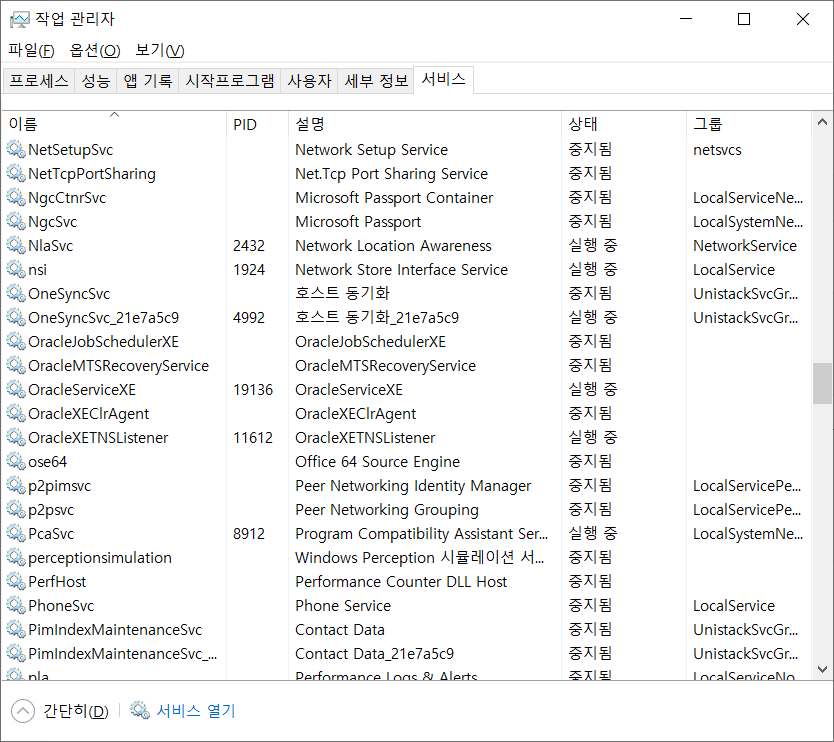 작업 관리자
파일(F) 옵션(O) 보기(V)
프로세스 성능 앱 기록 시작프로그램 사용자 세부 정보 서비스
이름 PID 설명 상태 그룹
NetSetupSvc Network Setup Service 중지됨 netsvcs
NetTcpPortSharing Net.Tcp Port Sharing Service 중지됨
NgcCtnrSvc Microsoft Passport Container 중지됨 LocalServiceNe...
NgcSvc Microsoft Passport 중지됨 LocalSystemNe...
NlaSvc 2432 Network Location Awareness 실행 중 NetworkService
nsi 1924 Network Store Interface Service 실행 중 LocalService
OneSyncSvc 호스트 동기화 중지됨 UnistackSvcGr...
OneSyncSvc_21e7a5c9 4992 호스트 동기화_21e7a5c9 실행 중 UnistackSvcGr...
OracleJobSchedulerXE OracleJobSchedulerXE 중지됨
OracleMTSRecoveryService OracleMTSRecoveryService 중지됨
OracleServiceXE 19136 OracleServiceXE 실행 중
OracleXEClrAgent OracleXEClrAgent 중지됨
OracleXETNSListener 11612 OracleXETNSListener 실행 중
ose64 Office 64 Source Engine 중지됨
p2pimsvc Peer Networking Identity Manager 중지됨 LocalServicePe...
p2psvc Peer Networking Grouping 중지됨 LocalServicePe...
PcaSvc 8912 Program Compatibility Assistant Ser... 실행 중 LocalSystemNe...
perceptionsimulation Windows Perception 시뮬레이션 서... 중지됨
PerfHost Performance Counter DLL Host 중지됨
PhoneSvc Phone Service 중지됨 LocalService
PimIndexMaintenanceSvc Contact Data 중지됨 UnistackSvcGr...
PimIndexMaintenanceSvc_... Contact Data_21e7a5c9 중지됨 UnistackSvcGr...
pla Performance Logs & Alerts 중지됨 LocalServiceNo...
간단히(D) 서비스 열기